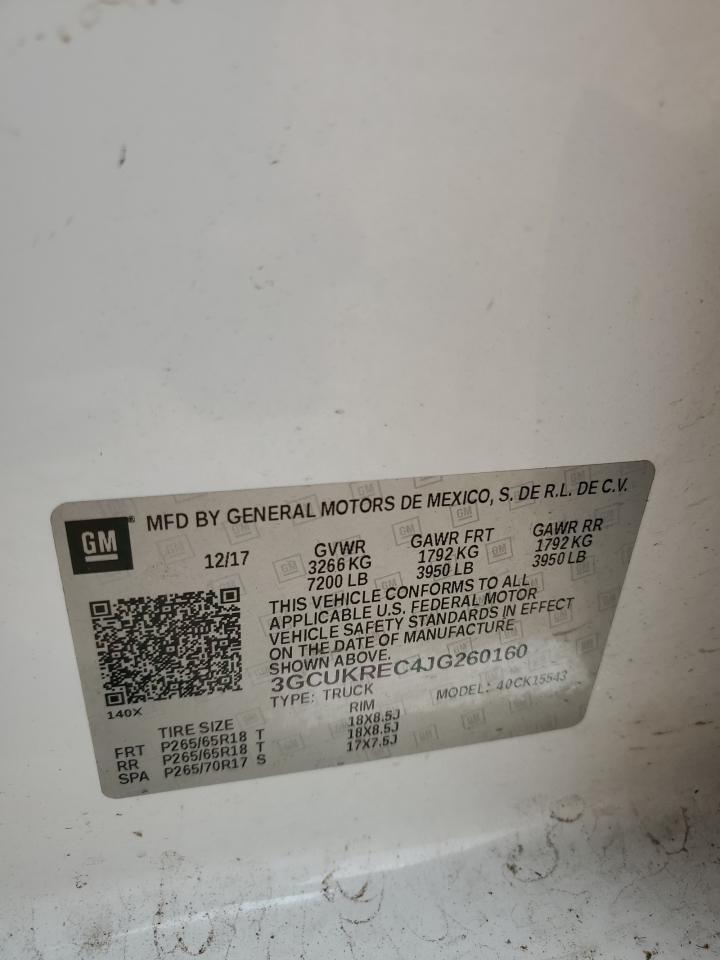 GM
MFD BY GENERAL MOTORS DE MEXICO, S. DE R.L. DE C.V.
12/17
GVWR GAWR FRT GAWR RR
3266 KG 1792 KG 1792 KG
7200 LB 3950 LB 3950 LB
THIS VEHICLE CONFORMS TO ALL
APPLICABLE U.S. FEDERAL MOTOR
VEHICLE SAFETY STANDARDS IN EFFECT
ON THE DATE OF MANUFACTURE
SHOWN ABOVE.
3GCUKREC4JG260160
TYPE: TRUCK MODEL: 40CK15543
140X
TIRE SIZE RIM
FRT P265/65R18 T 18X8.5J
RR P265/65R18 T 18X8.5J
SPA P265/70R17 S 17X7.5J